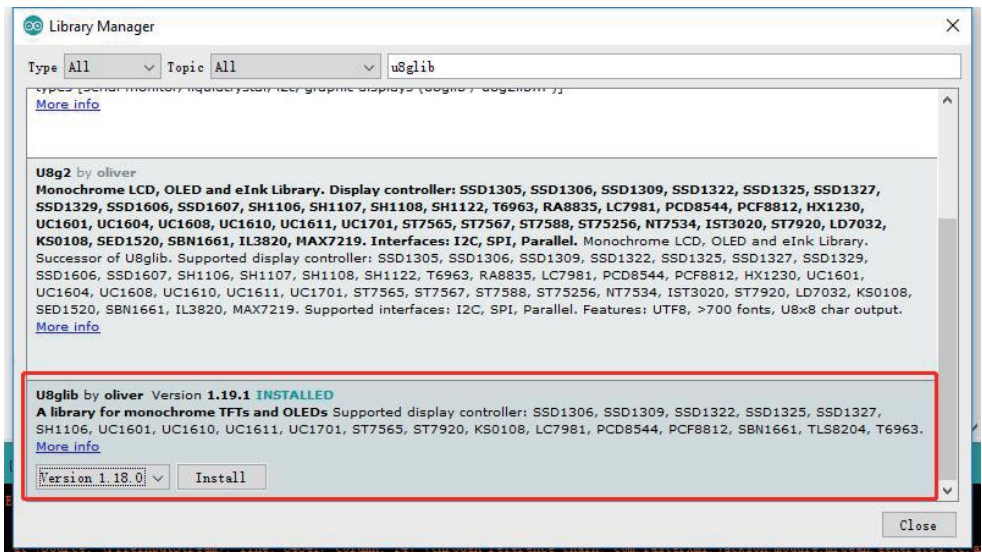 Library Manager
Type All Topic All u8glib
More info
U8g2 by oliver
Monochrome LCD, OLED and eInk Library. Display controller: SSD1305, SSD1306, SSD1309, SSD1322, SSD1325, SSD1327,
SSD1329, SSD1606, SSD1607, SH1106, SH1107, SH1108, SH1122, T6963, RA8835, LC7981, PCD8544, PCF8812, HX1230,
UC1601, UC1604, UC1608, UC1610, UC1611, UC1701, ST7565, ST7567, ST7588, ST75256, NT7534, IST3020, ST7920, LD7032,
KS0108, SED1520, SBN1661, IL3820, MAX7219. Interfaces: I2C, SPI, Parallel. Monochrome LCD, OLED and eInk Library.
Successor of U8glib. Supported display controller: SSD1305, SSD1306, SSD1309, SSD1322, SSD1325, SSD1327, SSD1329,
SSD1606, SSD1607, SH1106, SH1107, SH1108, SH1122, T6963, RA8835, LC7981, PCD8544, PCF8812, HX1230, UC1601,
UC1604, UC1608, UC1610, UC1611, UC1701, ST7565, ST7567, ST7588, ST75256, NT7534, IST3020, ST7920, LD7032, KS0108,
SED1520, SBN1661, IL3820, MAX7219. Supported interfaces: I2C, SPI, Parallel. Features: UTF8, >700 fonts, U8x8 char output.
More info
U8glib by oliver Version 1.19.1 INSTALLED
A library for monochrome TFTs and OLEDs Supported display controller: SSD1306, SSD1309, SSD1322, SSD1325, SSD1327,
SH1106, UC1601, UC1610, UC1611, UC1701, ST7565, ST7920, KS0108, LC7981, PCD8544, PCF8812, SBN1661, TLS8204, T6963.
More info
Version 1.18.0 Install
Close